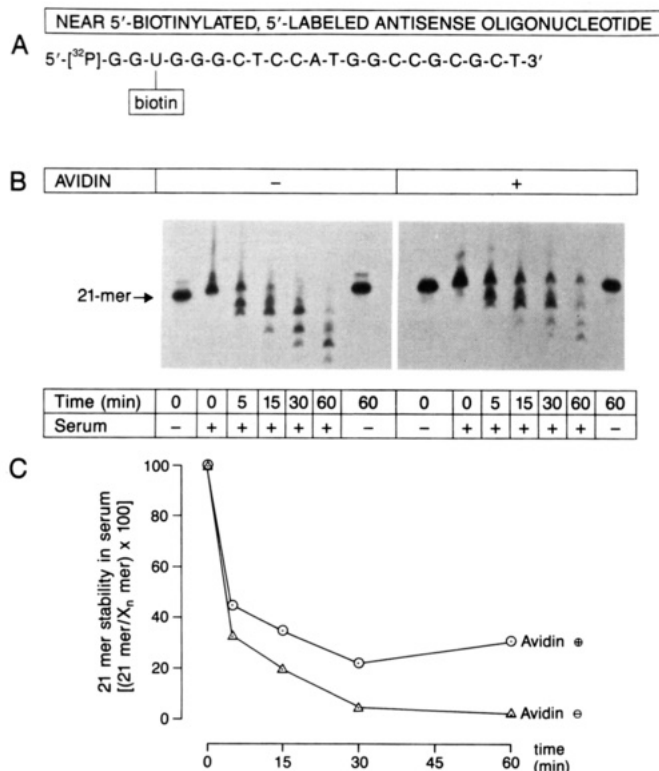 NEAR 5′-BIOTINYLATED, 5′-LABELED ANTISENSE OLIGONUCLEOTIDE
A
5′-[³²P]-G-G-U-G-G-G-C-T-C-C-A-T-G-G-C-C-G-C-G-C-T-3′
biotin
B
AVIDIN − +
21-mer→
Time (min) 0 0 5 15 30 60 60 0 0 5 15 30 60 60
Serum − + + + + + − − + + + + + −
C
21 mer stability in serum
[(21 mer/Xₙ mer) x 100]
100
80
60
40
20
0
Avidin ⊕
Avidin ⊖
0 15 30 45 60 time
(min)